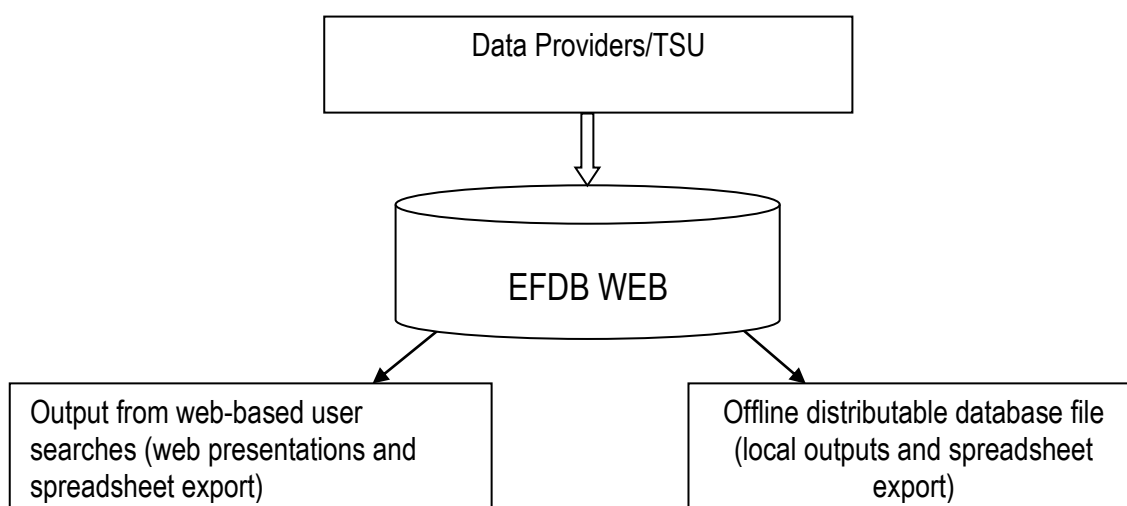 Data Providers/TSU
EFDB WEB
Output from web-based user
searches (web presentations and
spreadsheet export)
Offline distributable database file
(local outputs and spreadsheet
export)